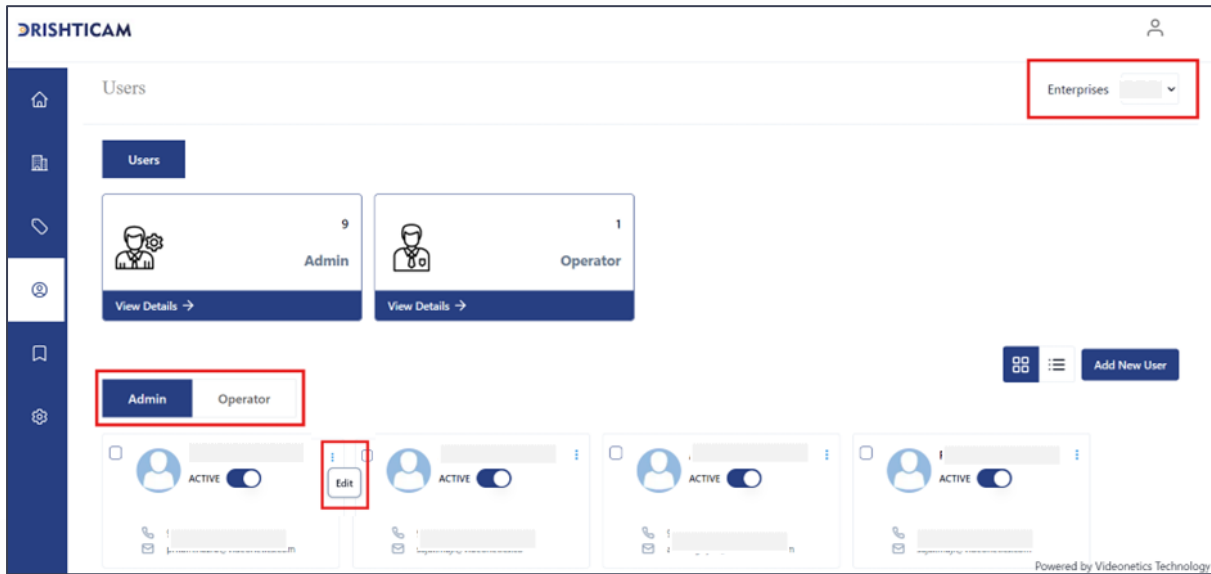 DRISHTICAM
Users
Enterprises
Users
9
Admin
View Details →
1
Operator
View Details →
Add New User
Admin
Operator
ACTIVE
Edit
ACTIVE
ACTIVE
ACTIVE
Powered by Videonetics Technology